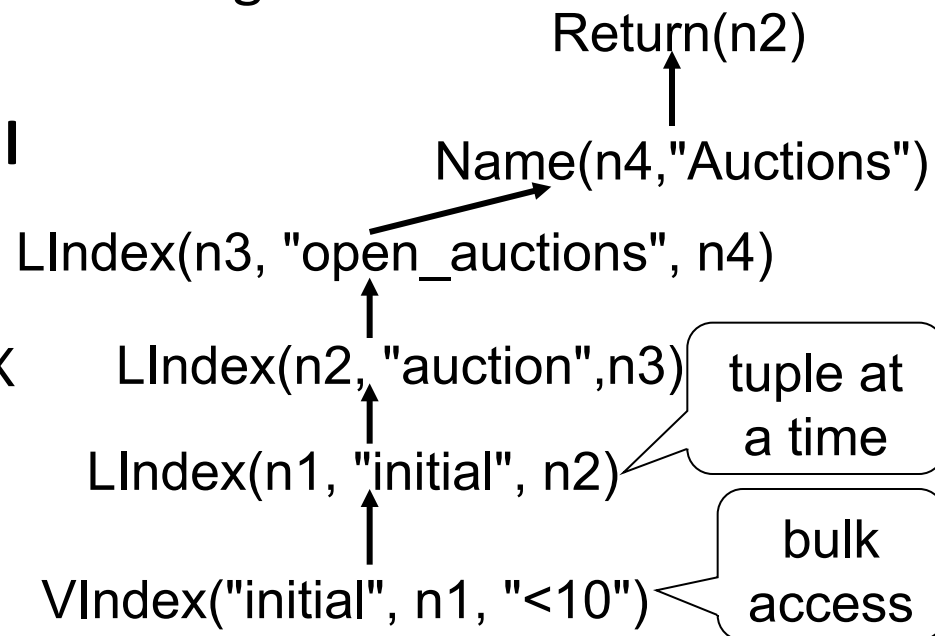 Return(n2)
Name(n4,"Auctions")
LIndex(n3, "open_auctions", n4)
LIndex(n2, "auction",n3)
LIndex(n1, "initial", n2)
VIndex("initial", n1, "<10")
tuple at
a time
bulk
access